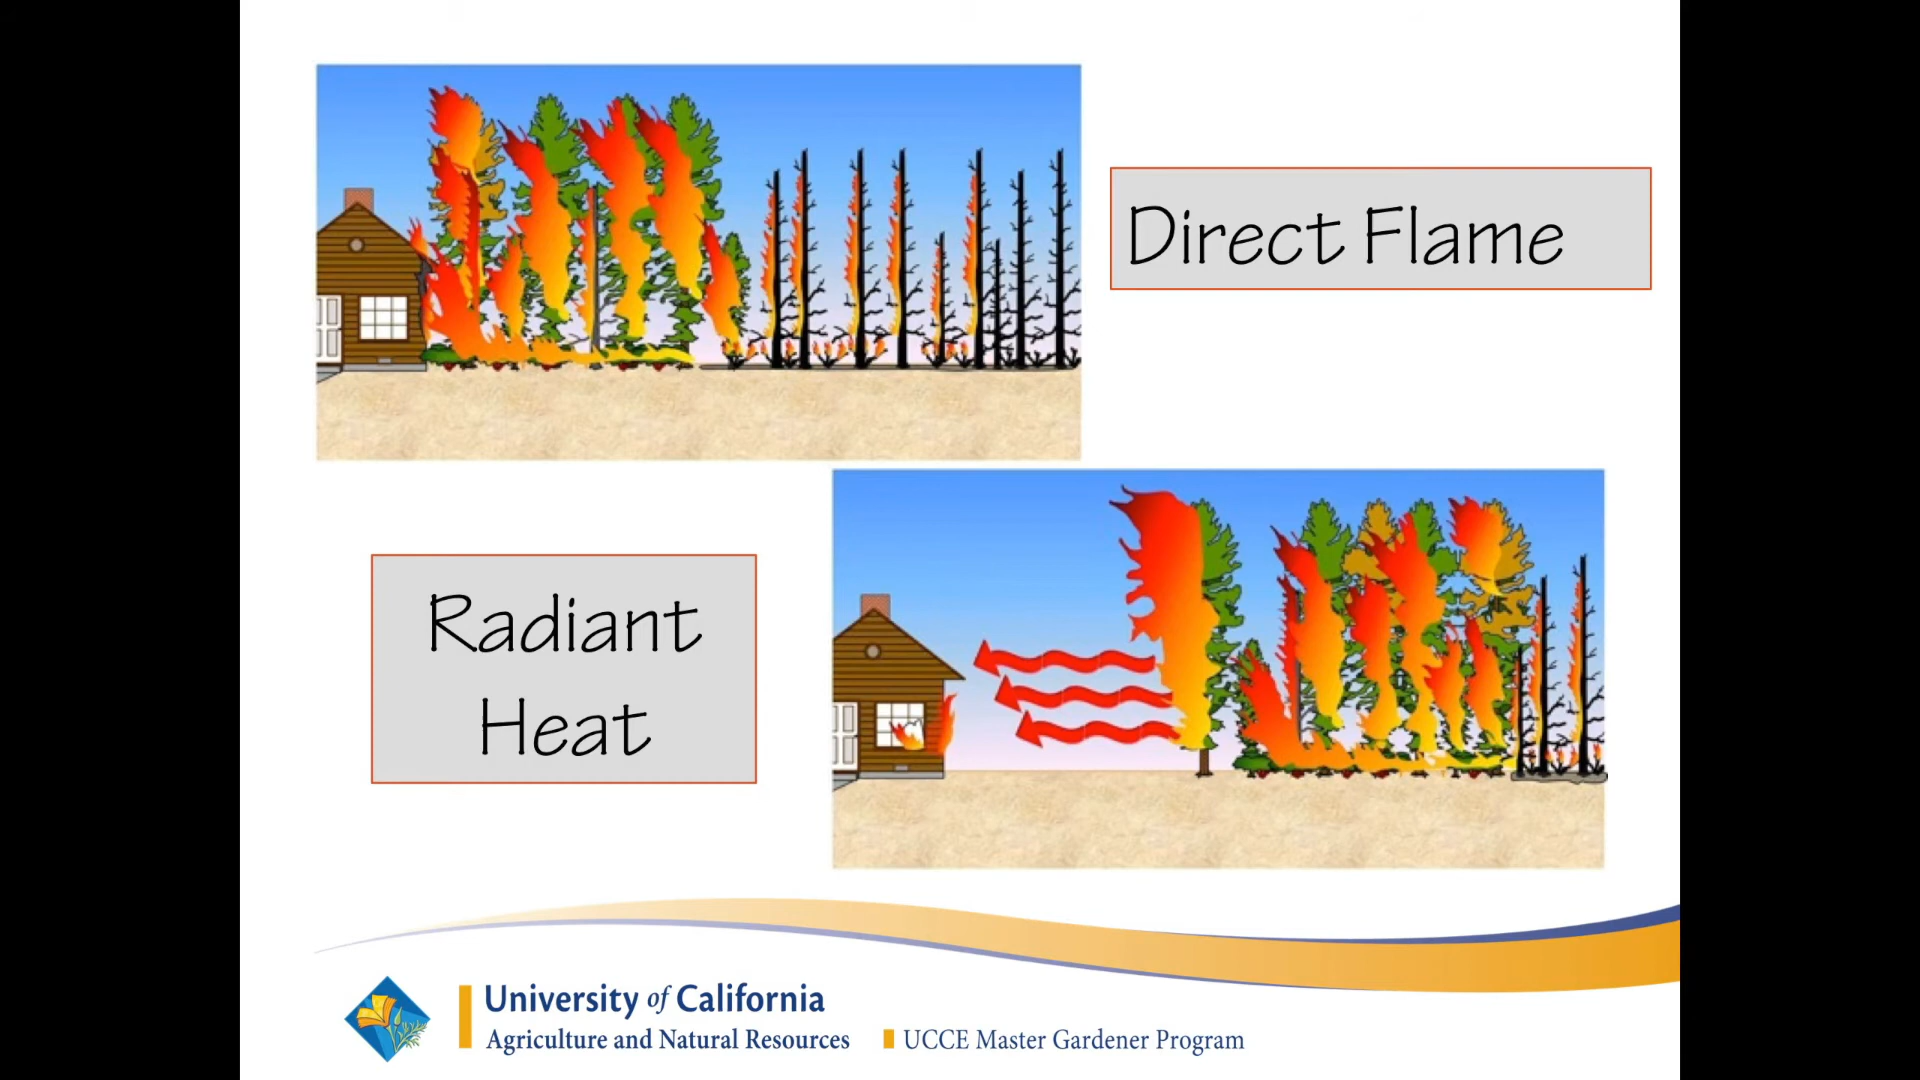 Direct Flame
Radiant
Heat
University of California
Agriculture and Natural Resources
UCCE Master Gardener Program